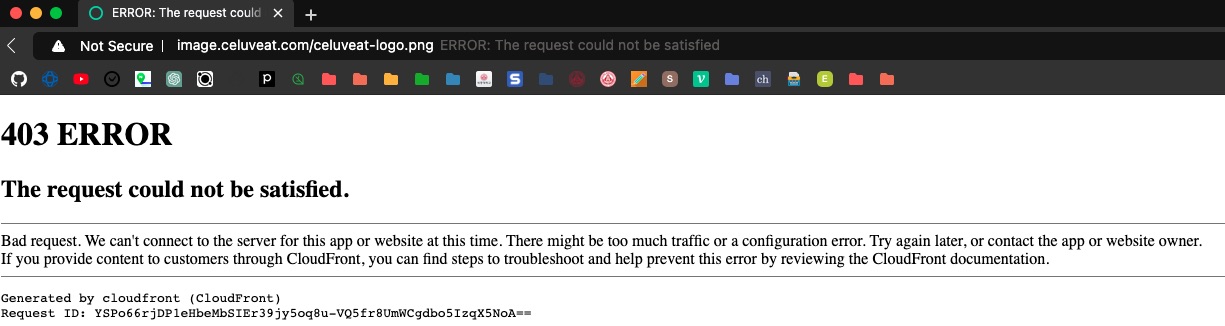 ERROR: The request could
Not Secure | image.celuveat.com/celuveat-logo.png ERROR: The request could not be satisfied
p S S V ch E
403 ERROR
The request could not be satisfied.
Bad request. We can't connect to the server for this app or website at this time. There might be too much traffic or a configuration error. Try again later, or contact the app or website owner.
If you provide content to customers through CloudFront, you can find steps to troubleshoot and help prevent this error by reviewing the CloudFront documentation.
Generated by cloudfront (CloudFront)
Request ID: YSPo66rjDPleHbeMbSIEr39jy5oq8u-VQ5fr8UmWCgdbo5IzqX5NoA==